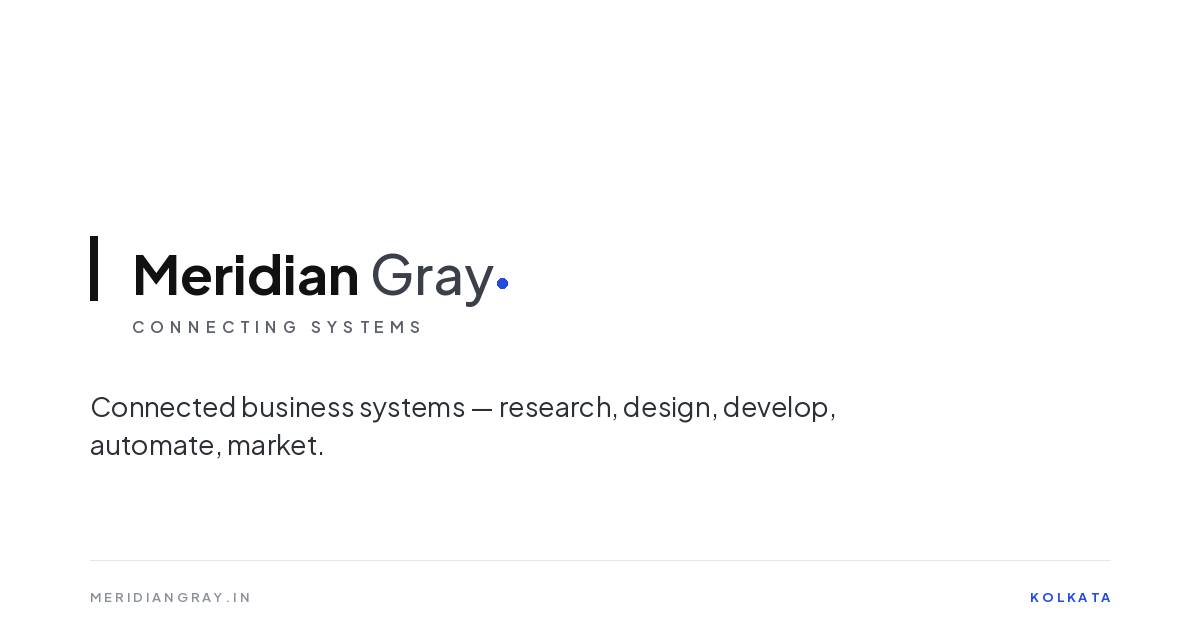 Meridian Gray
CONNECTING SYSTEMS
Connected business systems — research, design, develop,
automate, market.
MERIDIANGRAY.IN
KOLKATA